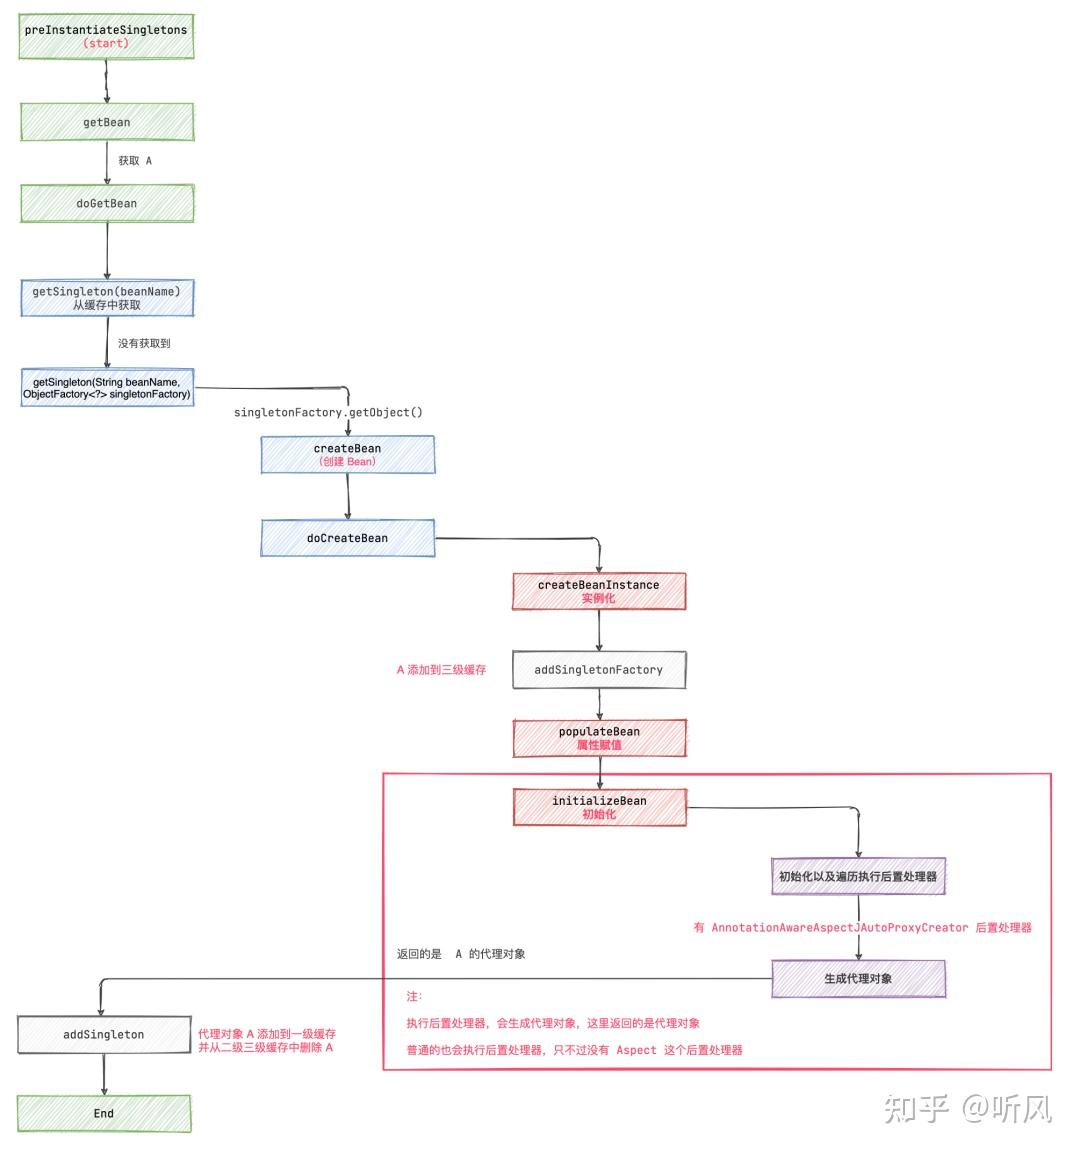 preInstantiateSingletons
(start)
getBean
获取 A
doGetBean
getSingleton(beanName)
从缓存中获取
没有获取到
getSingleton(String beanName,
ObjectFactory<?> singletonFactory)
singletonFactory.getObject()
createBean
(创建 Bean)
doCreateBean
createBeanInstance
实例化
A 添加到三级缓存
addSingletonFactory
populateBean
属性赋值
initializeBean
初始化
初始化以及遍历执行后置处理器
有 AnnotationAwareAspectJAutoProxyCreator 后置处理器
返回的是 A 的代理对象
生成代理对象
注：
执行后置处理器，会生成代理对象，这里返回的是代理对象
普通的也会执行后置处理器，只不过没有 Aspect 这个后置处理器
addSingleton
代理对象 A 添加到一级缓存
并从二级三级缓存中删除 A
End
知乎 @听风